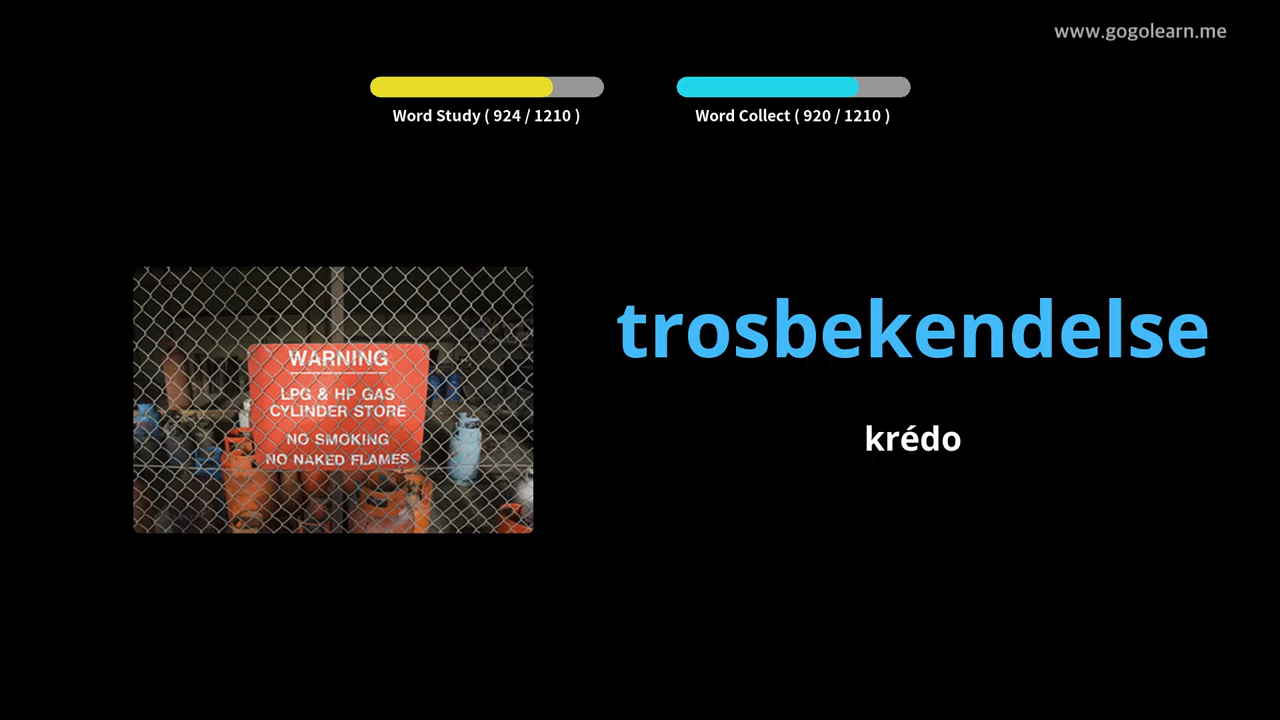 www.gogolearn.me
Word Study ( 924 / 1210 )
Word Collect ( 920 / 1210 )
WARNING
LPG & HP GAS
CYLINDER STORE
NO SMOKING
NO NAKED FLAMES
trosbekendelse
krédo